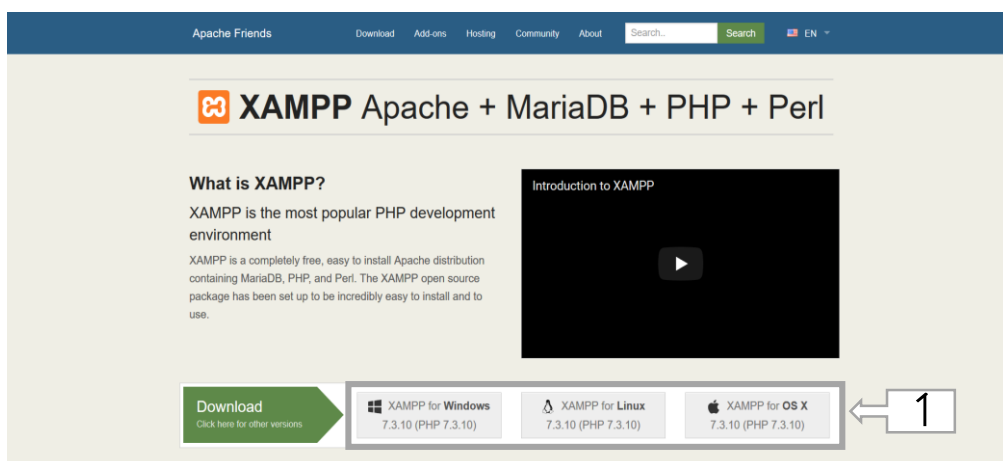 Apache Friends Download Add-ons Hosting Community About Search.. Search EN
XAMPP Apache + MariaDB + PHP + Perl
What is XAMPP?
XAMPP is the most popular PHP development
environment
XAMPP is a completely free, easy to install Apache distribution
containing MariaDB, PHP, and Perl. The XAMPP open source
package has been set up to be incredibly easy to install and to
use.
Introduction to XAMPP
Download
Click here for other versions
XAMPP for Windows
7.3.10 (PHP 7.3.10)
XAMPP for Linux
7.3.10 (PHP 7.3.10)
XAMPP for OS X
7.3.10 (PHP 7.3.10)
1